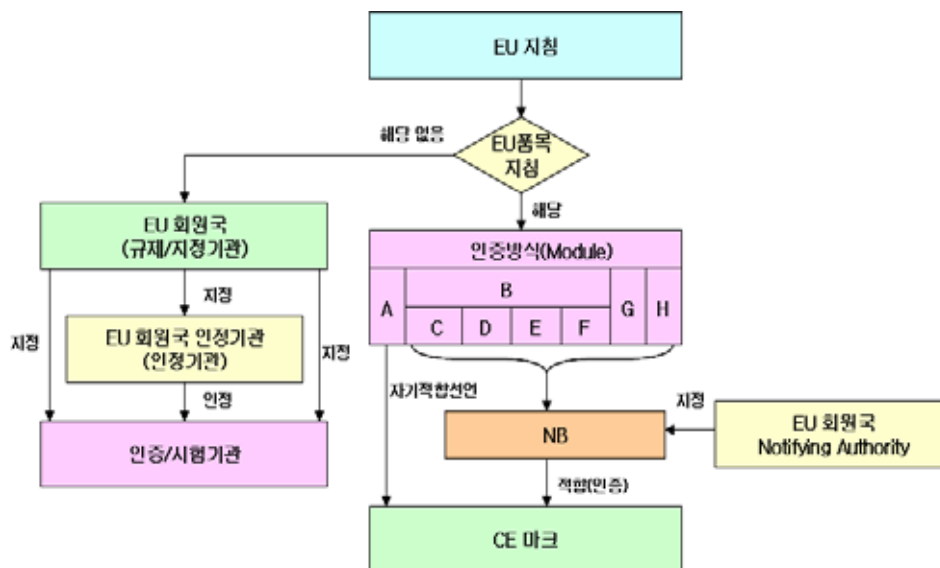 EU 지침
해당 없음
EU품목
지침
해당
EU 회원국
(규제/지정기관)
인증방식(Module)
A
B
C D E F
G
H
지정
지정
지정
EU 회원국 인정기관
(인정기관)
인정
인증/시험기관
자기적합선언
NB
지정
EU 회원국
Notifying Authority
적합(인증)
CE 마크